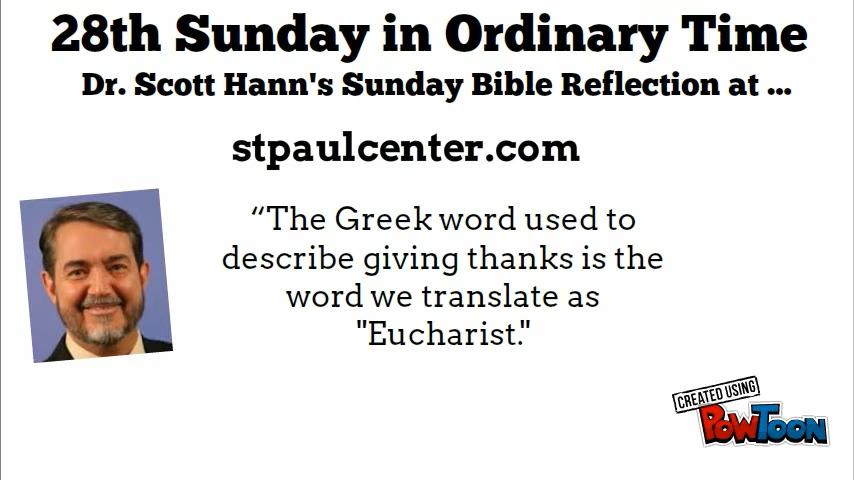 28th Sunday in Ordinary Time
Dr. Scott Hann's Sunday Bible Reflection at ...
stpaulcenter.com
“The Greek word used to
describe giving thanks is the
word we translate as
"Eucharist."
CREATED USING
POWTOON